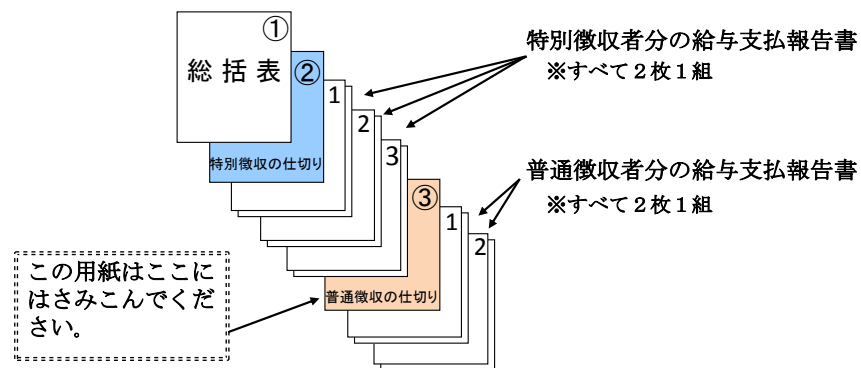 ①
総括表
②
特別徴収の仕切り
1
2
3
特別徴収者分の給与支払報告書
※すべて２枚１組
③
普通徴収の仕切り
1
2
普通徴収者分の給与支払報告書
※すべて２枚１組
この用紙はここに
はさみこんでくだ
さい。